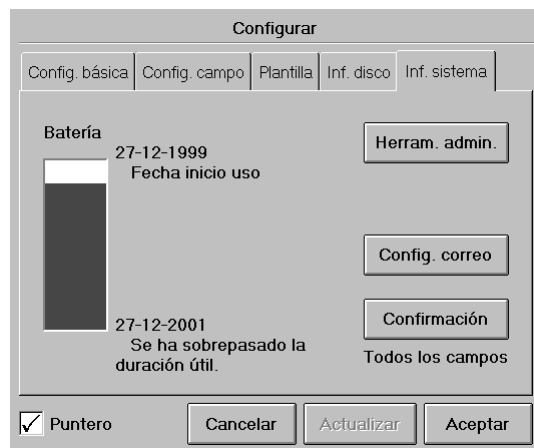 Configurar
Config. básica
Config. campo
Plantilla
Inf. disco
Inf. sistema
Batería
27-12-1999
Fecha inicio uso
Herram. admin.
Config. correo
27-12-2001
Se ha sobrepasado la
duración útil.
Confirmación
Todos los campos
Puntero
Cancelar
Actualizar
Aceptar